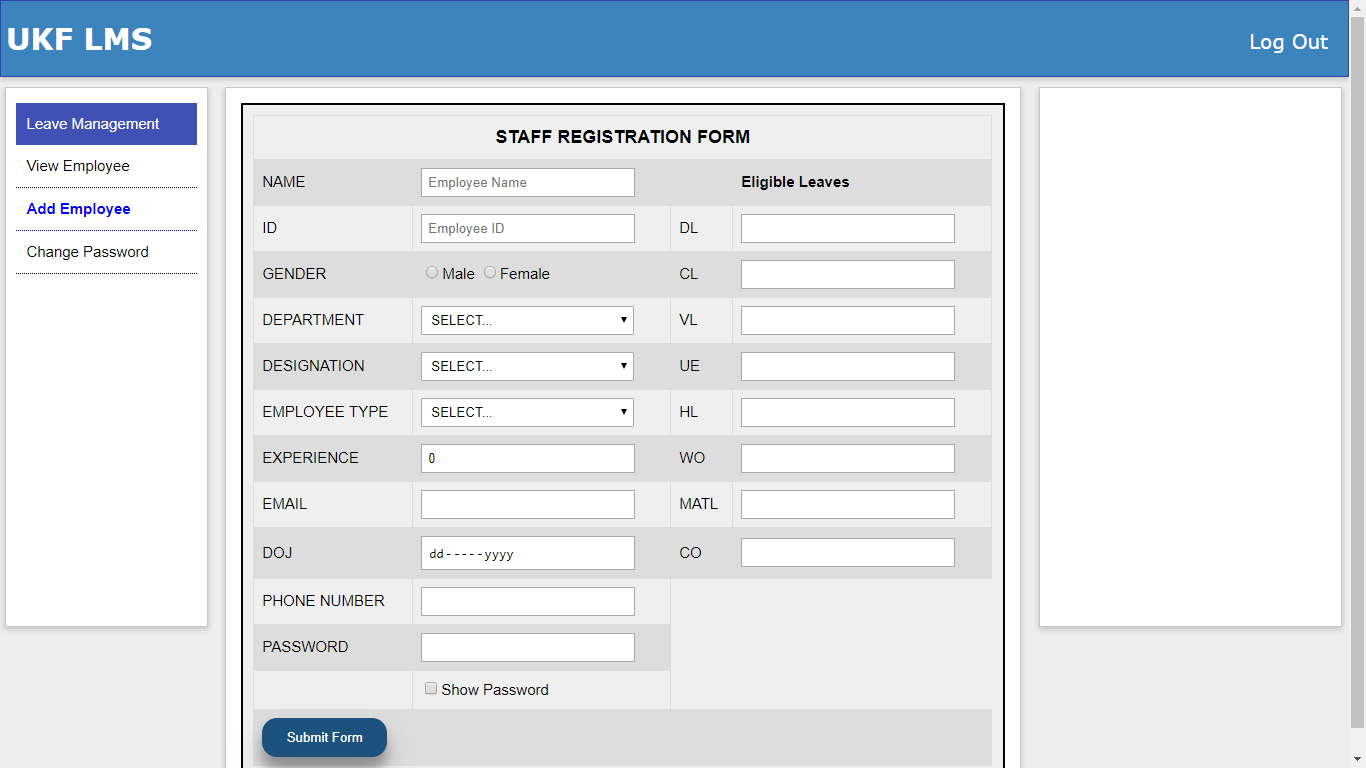 UKF LMS
Log Out
Leave Management
View Employee
Add Employee
Change Password
STAFF REGISTRATION FORM
NAME Employee Name Eligible Leaves
ID Employee ID DL
GENDER Male Female CL
DEPARTMENT SELECT... VL
DESIGNATION SELECT... UE
EMPLOYEE TYPE SELECT... HL
EXPERIENCE 0 WO
EMAIL MATL
DOJ dd-----yyyy CO
PHONE NUMBER
PASSWORD
Show Password
Submit Form